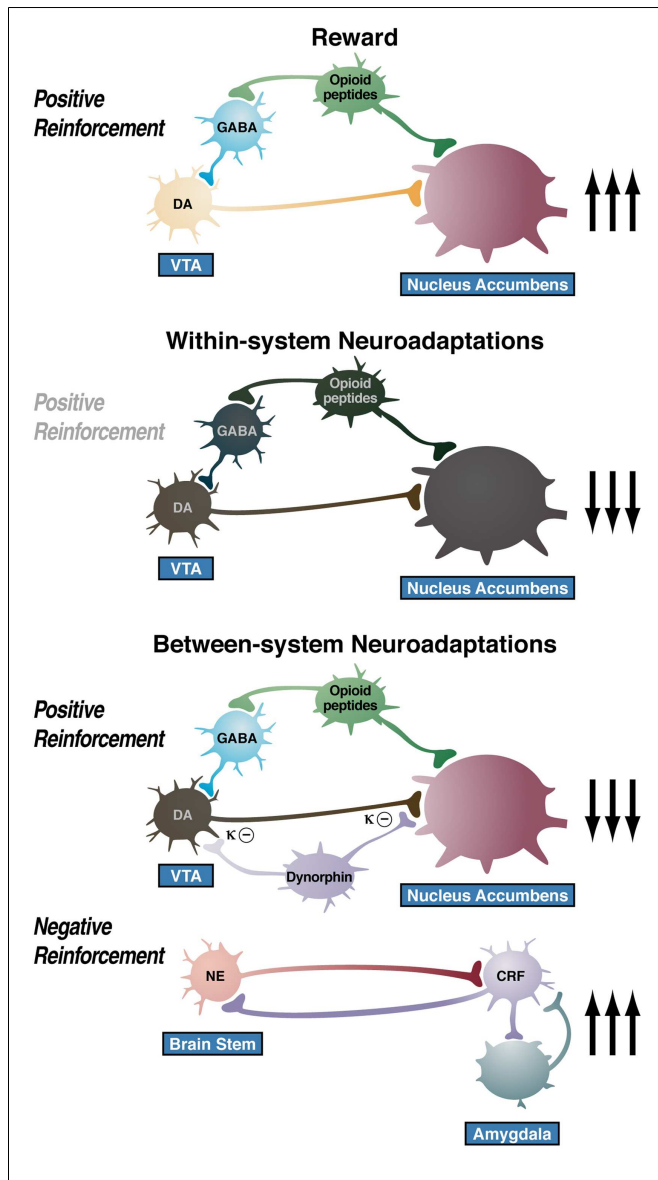 Reward
Positive
Reinforcement
Opioid
peptides
GABA
DA
VTA
Nucleus Accumbens
Within-system Neuroadaptations
Positive
Reinforcement
Opioid
peptides
GABA
DA
VTA
Nucleus Accumbens
Between-system Neuroadaptations
Positive
Reinforcement
Opioid
peptides
GABA
DA
κ⊖
κ⊖
VTA
Dynorphin
Nucleus Accumbens
Negative
Reinforcement
NE
CRF
Brain Stem
Amygdala